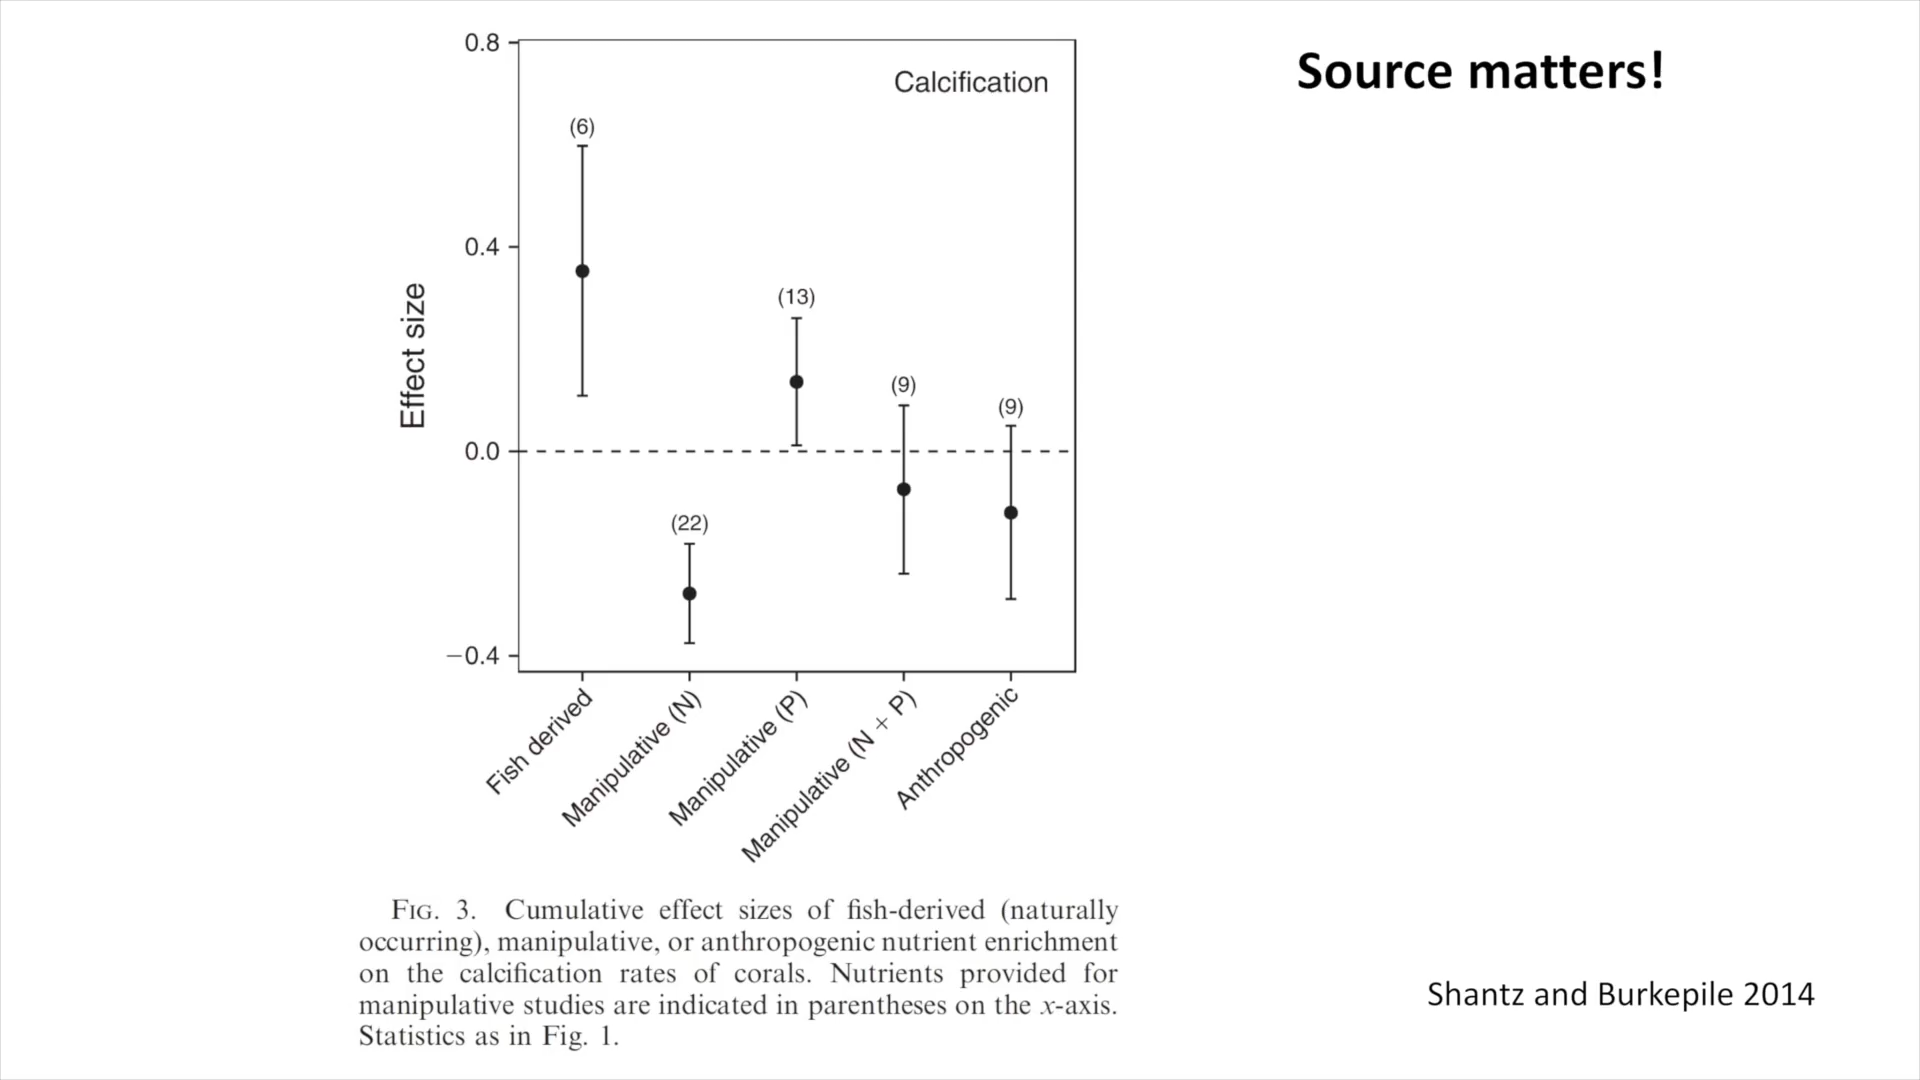 Source matters!
Calcification
Effect size
0.8
0.4
0.0
−0.4
(6)
(22)
(13)
(9)
(9)
Fish derived
Manipulative (N)
Manipulative (P)
Manipulative (N + P)
Anthropogenic
FIG. 3. Cumulative effect sizes of fish-derived (naturally
occurring), manipulative, or anthropogenic nutrient enrichment
on the calcification rates of corals. Nutrients provided for
manipulative studies are indicated in parentheses on the x-axis.
Statistics as in Fig. 1.
Shantz and Burkepile 2014